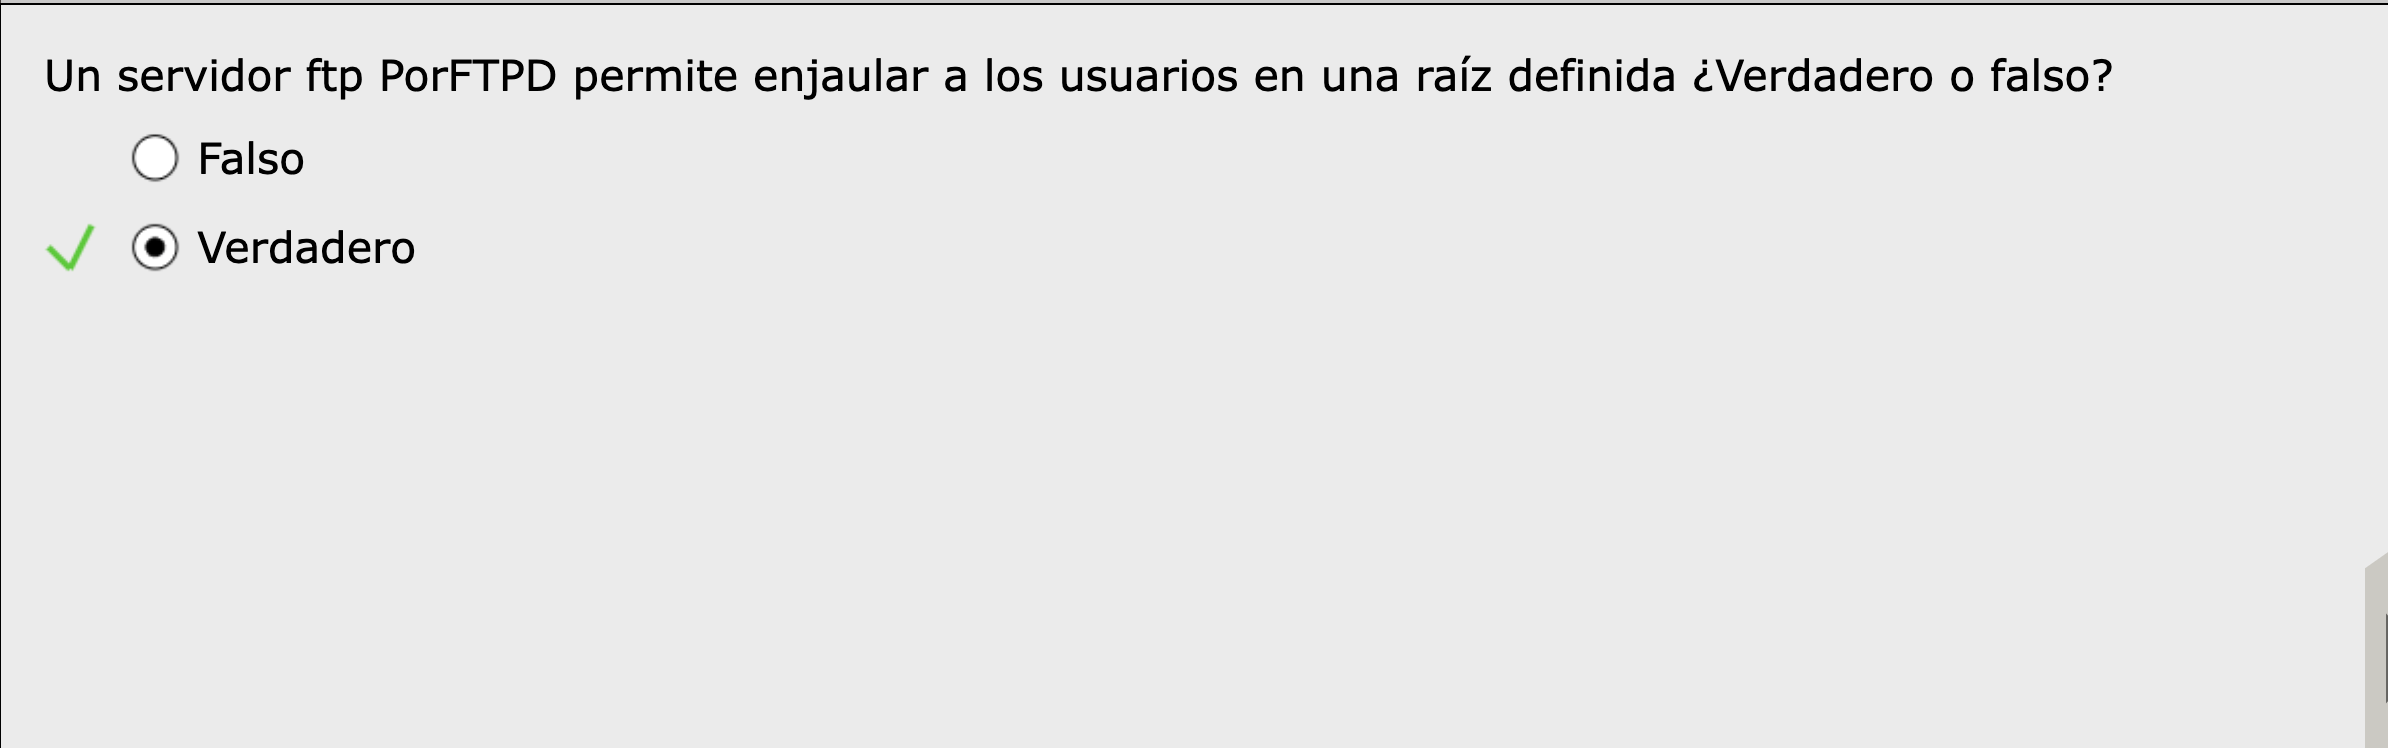 Un servidor ftp PorFTPD permite enjaular a los usuarios en una raíz definida ¿Verdadero o falso?
Falso
Verdadero